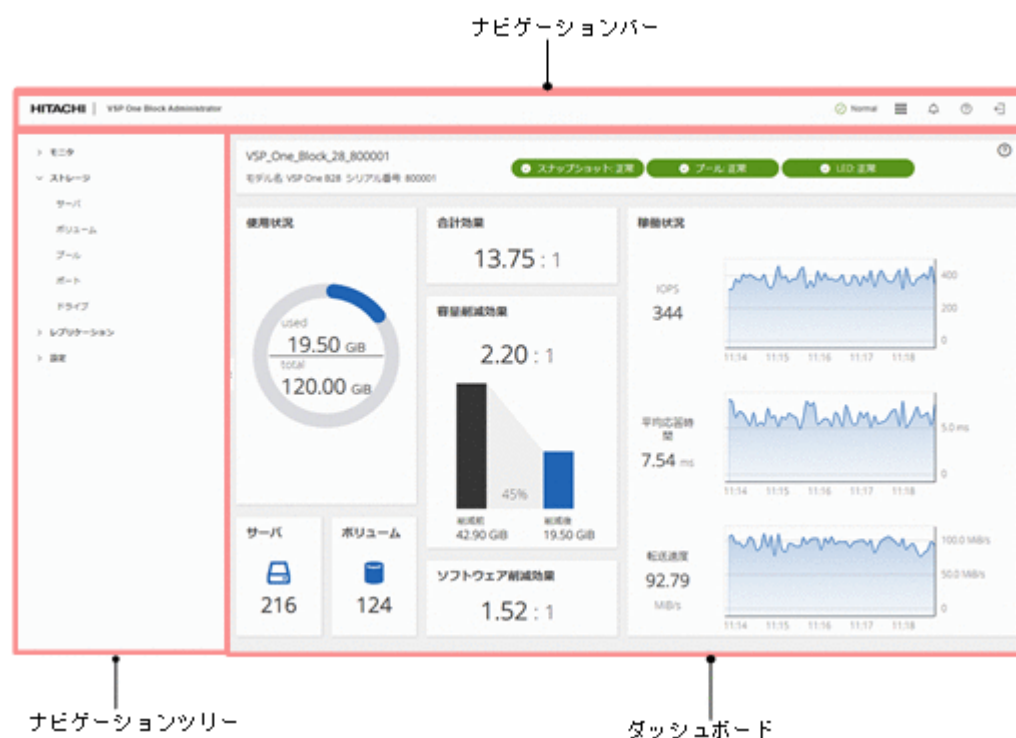 ナビゲーションバー
HITACHI | VSP One Block Administrator
Normal
モニタ
ストレージ
サーバ
ボリューム
プール
ポート
ドライブ
レプリケーション
設定
VSP_One_Block_28_800001
モデル名 VSP One B28 シリアル番号 800001
スナップショット: 正常
プール: 正常
LED: 正常
使用状況
used
19.50 GiB
total
120.00 GiB
サーバ
216
ボリューム
124
合計効果
13.75 : 1
容量削減効果
2.20 : 1
45%
削減前
42.90 GiB
削減後
19.50 GiB
ソフトウェア削減効果
1.52 : 1
稼働状況
IOPS
344
400
200
0
11:14 11:15 11:16 11:17 11:18
平均応答時
間
7.54 ms
5.0 ms
0
11:14 11:15 11:16 11:17 11:18
転送速度
92.79
MiB/s
100.0 MiB/s
50.0 MiB/s
0
11:14 11:15 11:16 11:17 11:18
ナビゲーションツリー
ダッシュボード